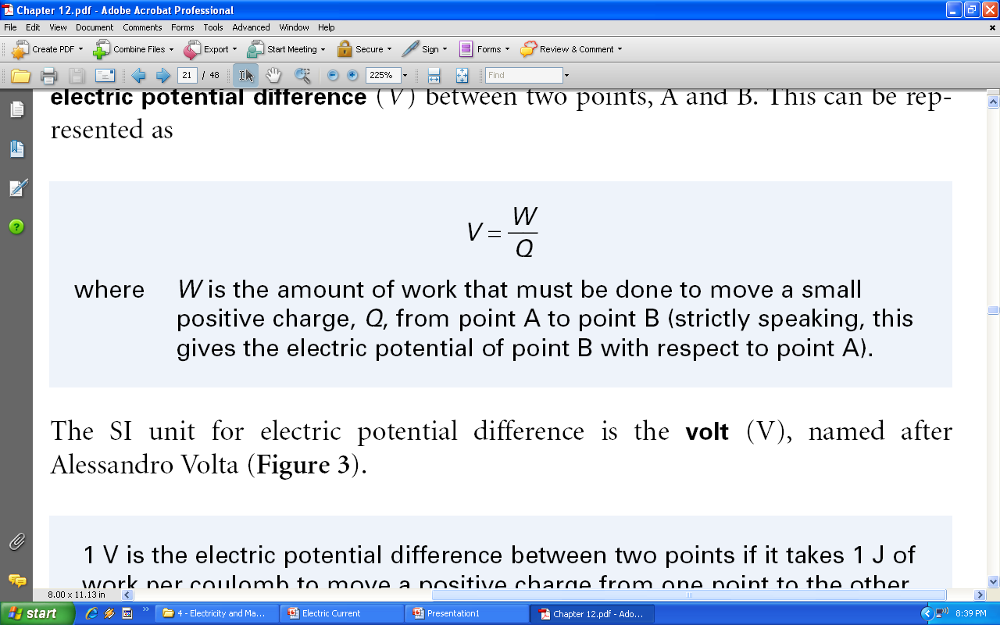 Chapter 12.pdf - Adobe Acrobat Professional
File Edit View Document Comments Forms Tools Advanced Window Help
Create PDF Combine Files Export Start Meeting Secure Sign Forms Review & Comment
21 / 48 225% Find
electric potential difference (V) between two points, A and B. This can be rep-
resented as
V = W/Q
where W is the amount of work that must be done to move a small
positive charge, Q, from point A to point B (strictly speaking, this
gives the electric potential of point B with respect to point A).
The SI unit for electric potential difference is the volt (V), named after
Alessandro Volta (Figure 3).
1 V is the electric potential difference between two points if it takes 1 J of
work per coulomb to move a positive charge from one point to the other
8.00 x 11.13 in
start 4 - Electricity and Ma... Electric Current Presentation1 Chapter 12.pdf - Ado... 8:39 PM